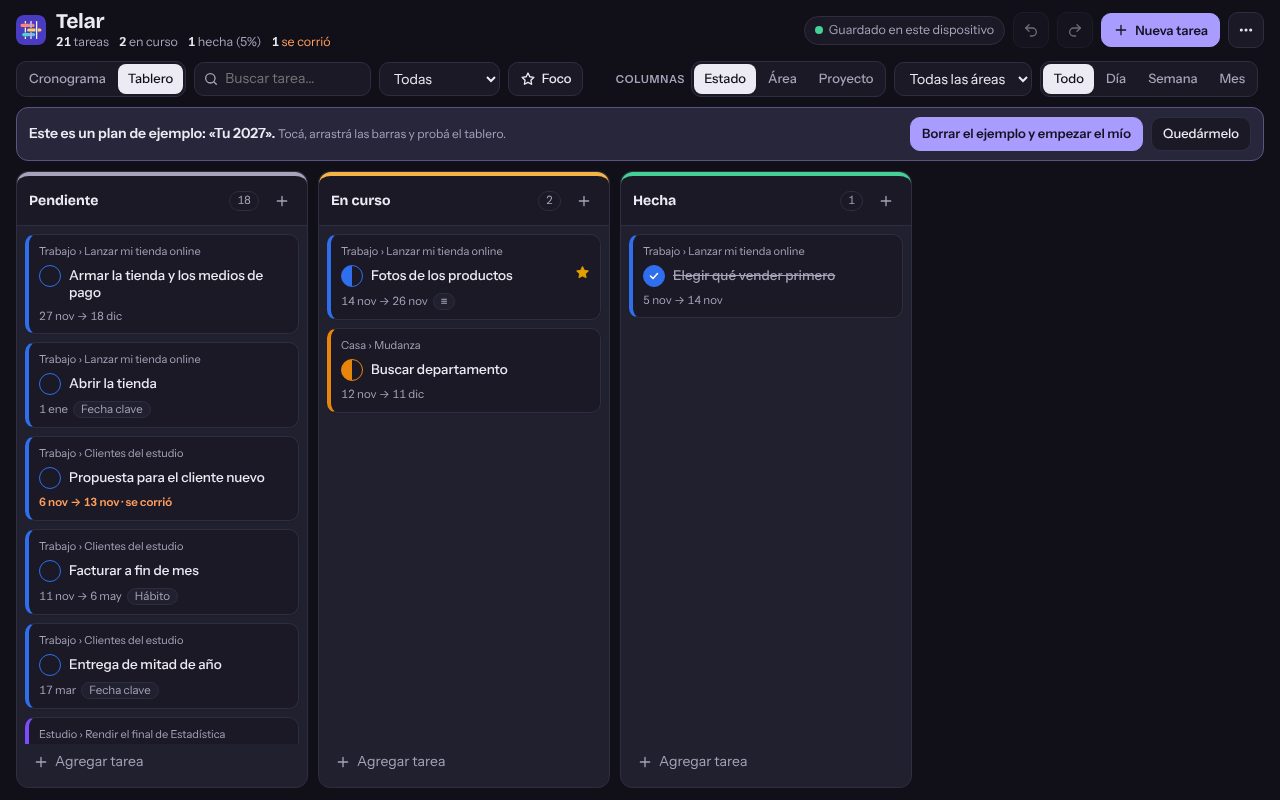 Telar
21 tareas 2 en curso 1 hecha (5%) 1 se corrió
Guardado en este dispositivo
Nueva tarea
Cronograma Tablero
Buscar tarea...
Todas
Foco
COLUMNAS Estado Área Proyecto
Todas las áreas
Todo Día Semana Mes
Este es un plan de ejemplo: «Tu 2027». Tocá, arrastrá las barras y probá el tablero.
Borrar el ejemplo y empezar el mío
Quedármelo
Pendiente 18
Trabajo › Lanzar mi tienda online
Armar la tienda y los medios de
pago
27 nov → 18 dic
Trabajo › Lanzar mi tienda online
Abrir la tienda
1 ene Fecha clave
Trabajo › Clientes del estudio
Propuesta para el cliente nuevo
6 nov → 13 nov · se corrió
Trabajo › Clientes del estudio
Facturar a fin de mes
11 nov → 6 may Hábito
Trabajo › Clientes del estudio
Entrega de mitad de año
17 mar Fecha clave
Estudio › Rendir el final de Estadística
Agregar tarea
En curso 2
Trabajo › Lanzar mi tienda online
Fotos de los productos
14 nov → 26 nov
Casa › Mudanza
Buscar departamento
12 nov → 11 dic
Agregar tarea
Hecha 1
Trabajo › Lanzar mi tienda online
Elegir qué vender primero
5 nov → 14 nov
Agregar tarea